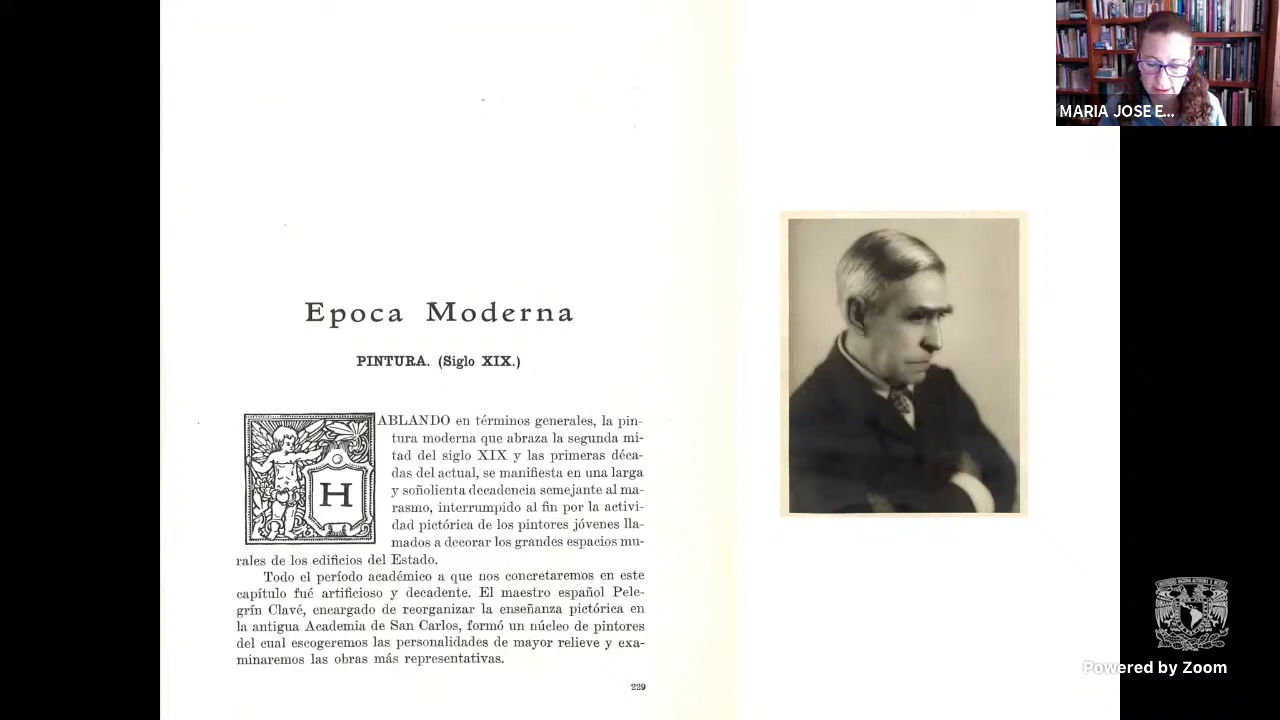 Epoca Moderna
PINTURA. (Siglo XIX.)
HABLANDO en términos generales, la pin-
tura moderna que abraza la segunda mi-
tad del siglo XIX y las primeras déca-
das del actual, se manifiesta en una larga
y soñolienta decadencia semejante al ma-
rasmo, interrumpido al fin por la activi-
dad pictórica de los pintores jóvenes lla-
mados a decorar los grandes espacios mu-
rales de los edificios del Estado.
Todo el período académico a que nos concretaremos en este
capítulo fué artificioso y decadente. El maestro español Pele-
grín Clavé, encargado de reorganizar la enseñanza pictórica en
la antigua Academia de San Carlos, formó un núcleo de pintores
del cual escogeremos las personalidades de mayor relieve y exa-
minaremos las obras más representativas.
229
MARIA JOSE E...
Powered by Zoom